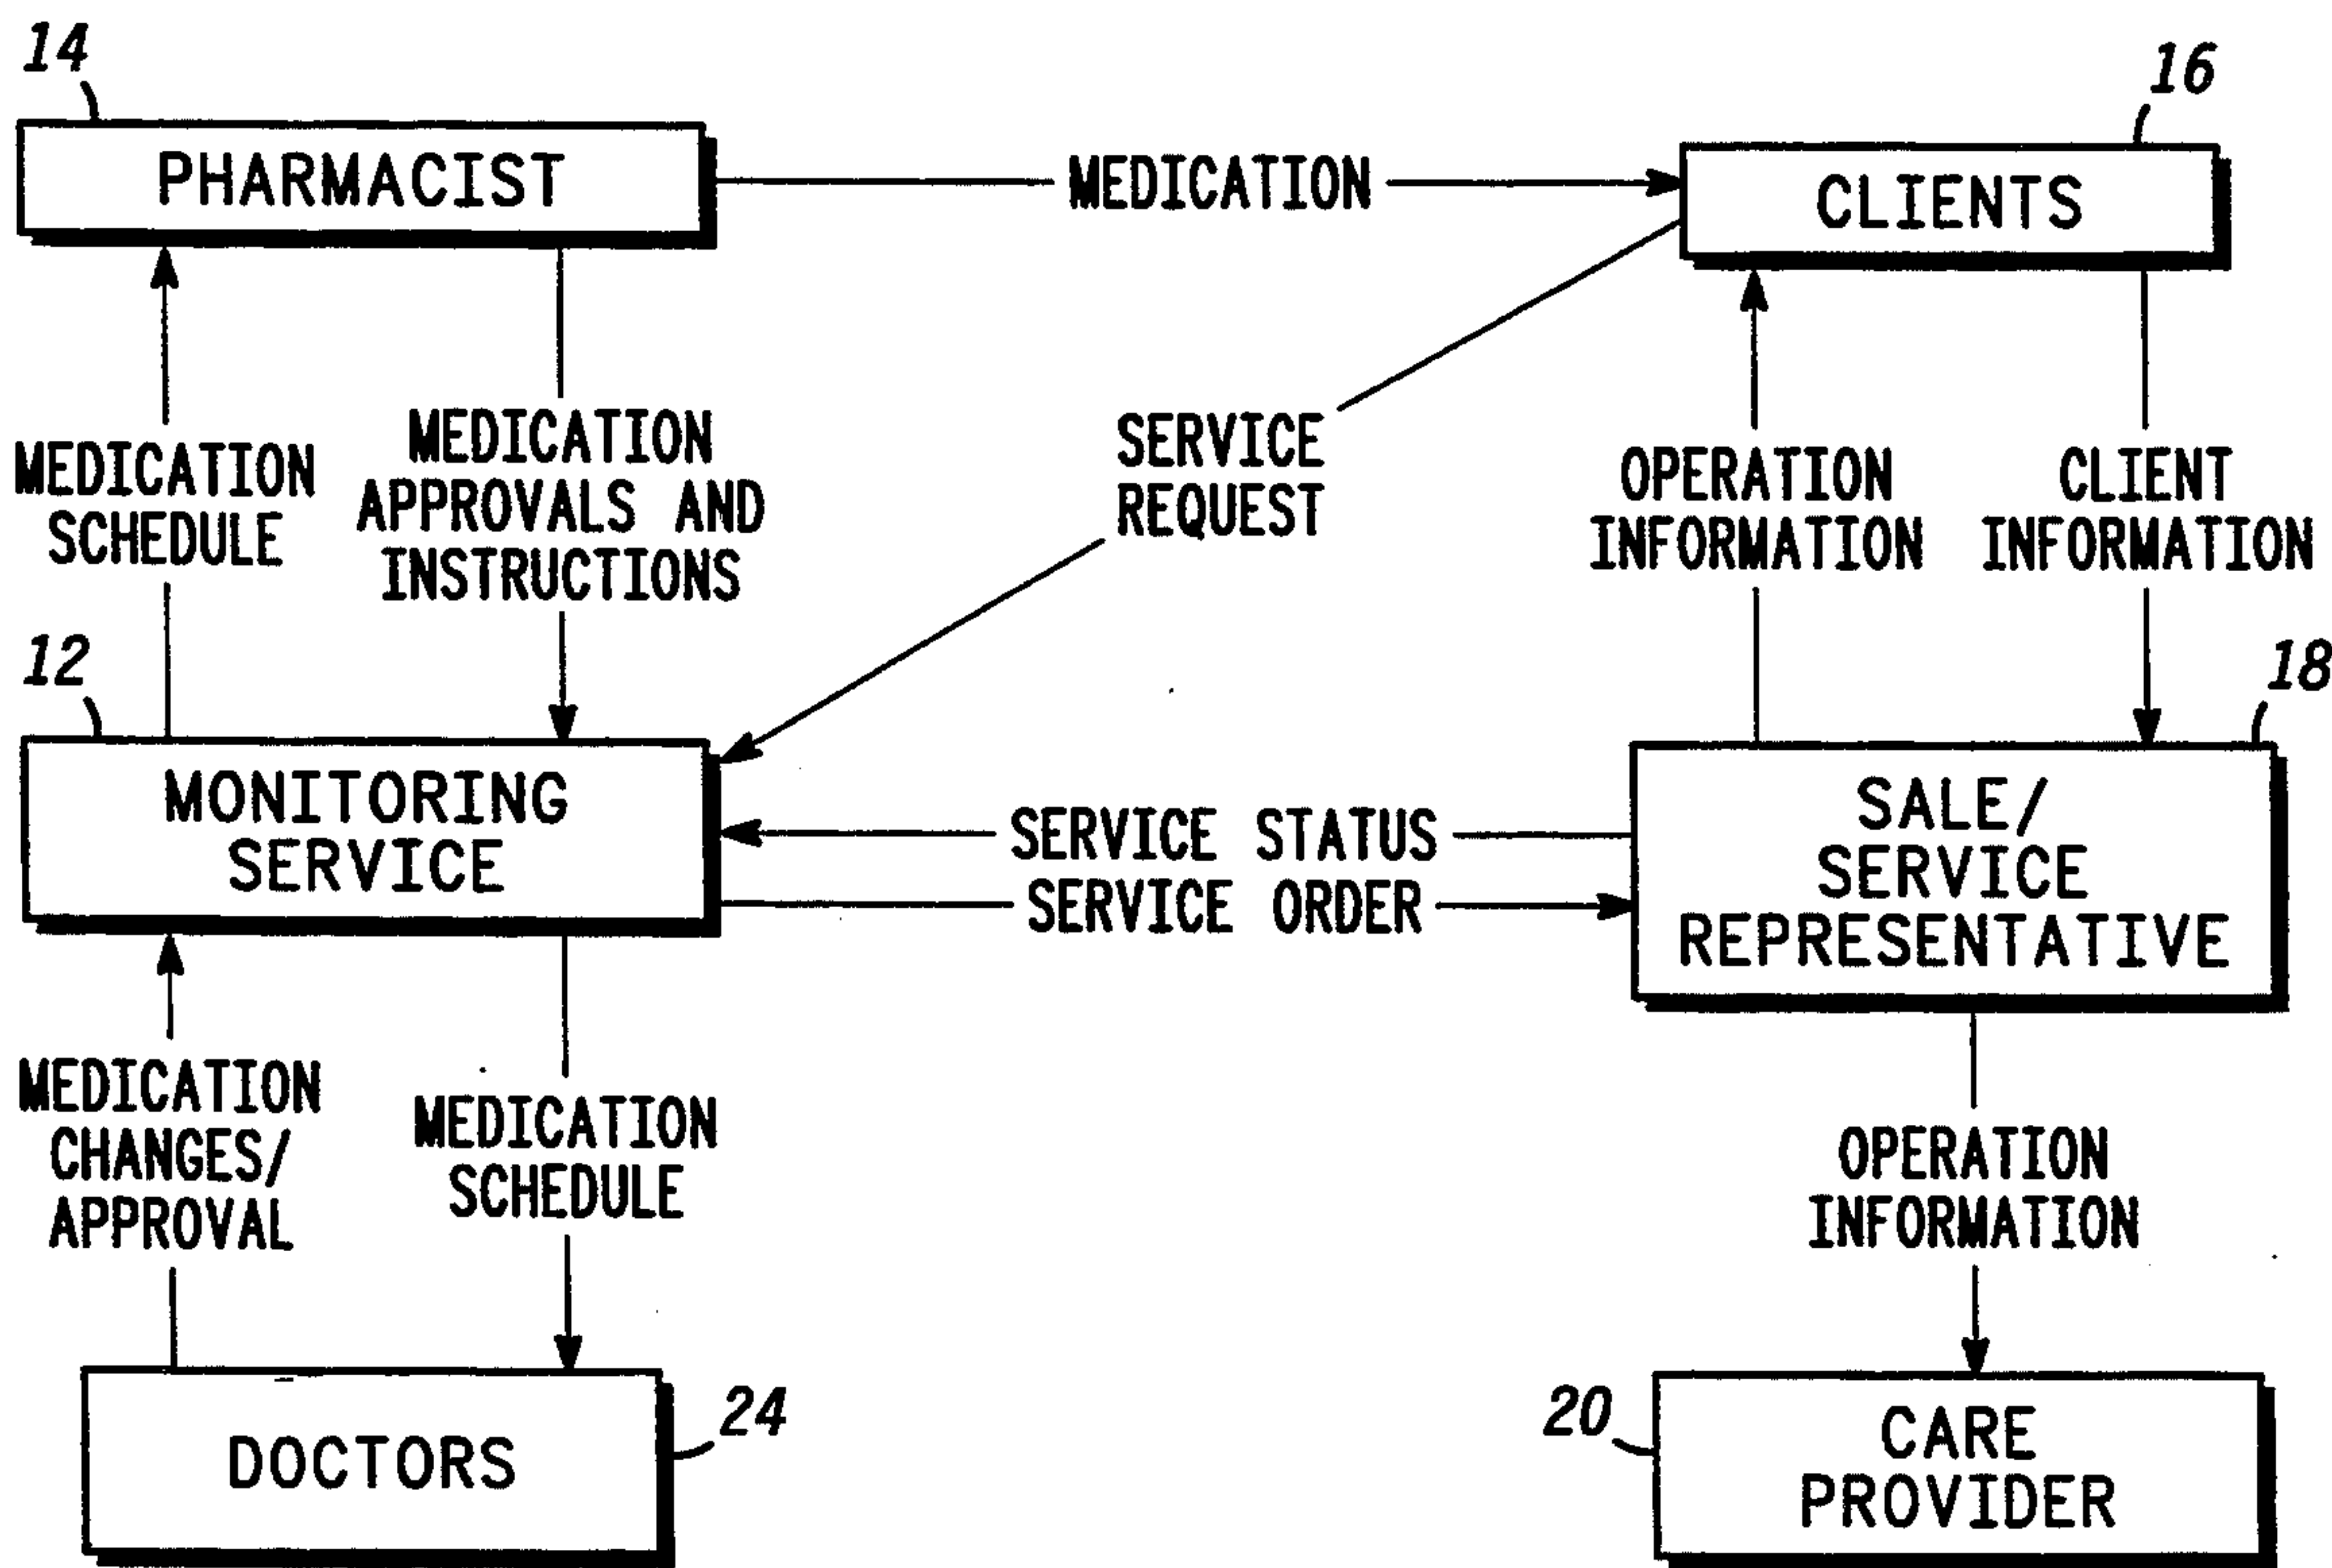 14
16
PHARMACIST
MEDICATION
CLIENTS
MEDICATION
SCHEDULE
MEDICATION
APPROVALS AND
INSTRUCTIONS
SERVICE
REQUEST
OPERATION
INFORMATION
CLIENT
INFORMATION
12
18
MONITORING
SERVICE
SERVICE STATUS
SERVICE ORDER
SALE/
SERVICE
REPRESENTATIVE
MEDICATION
CHANGES/
APPROVAL
MEDICATION
SCHEDULE
OPERATION
INFORMATION
DOCTORS
24
20
CARE
PROVIDER